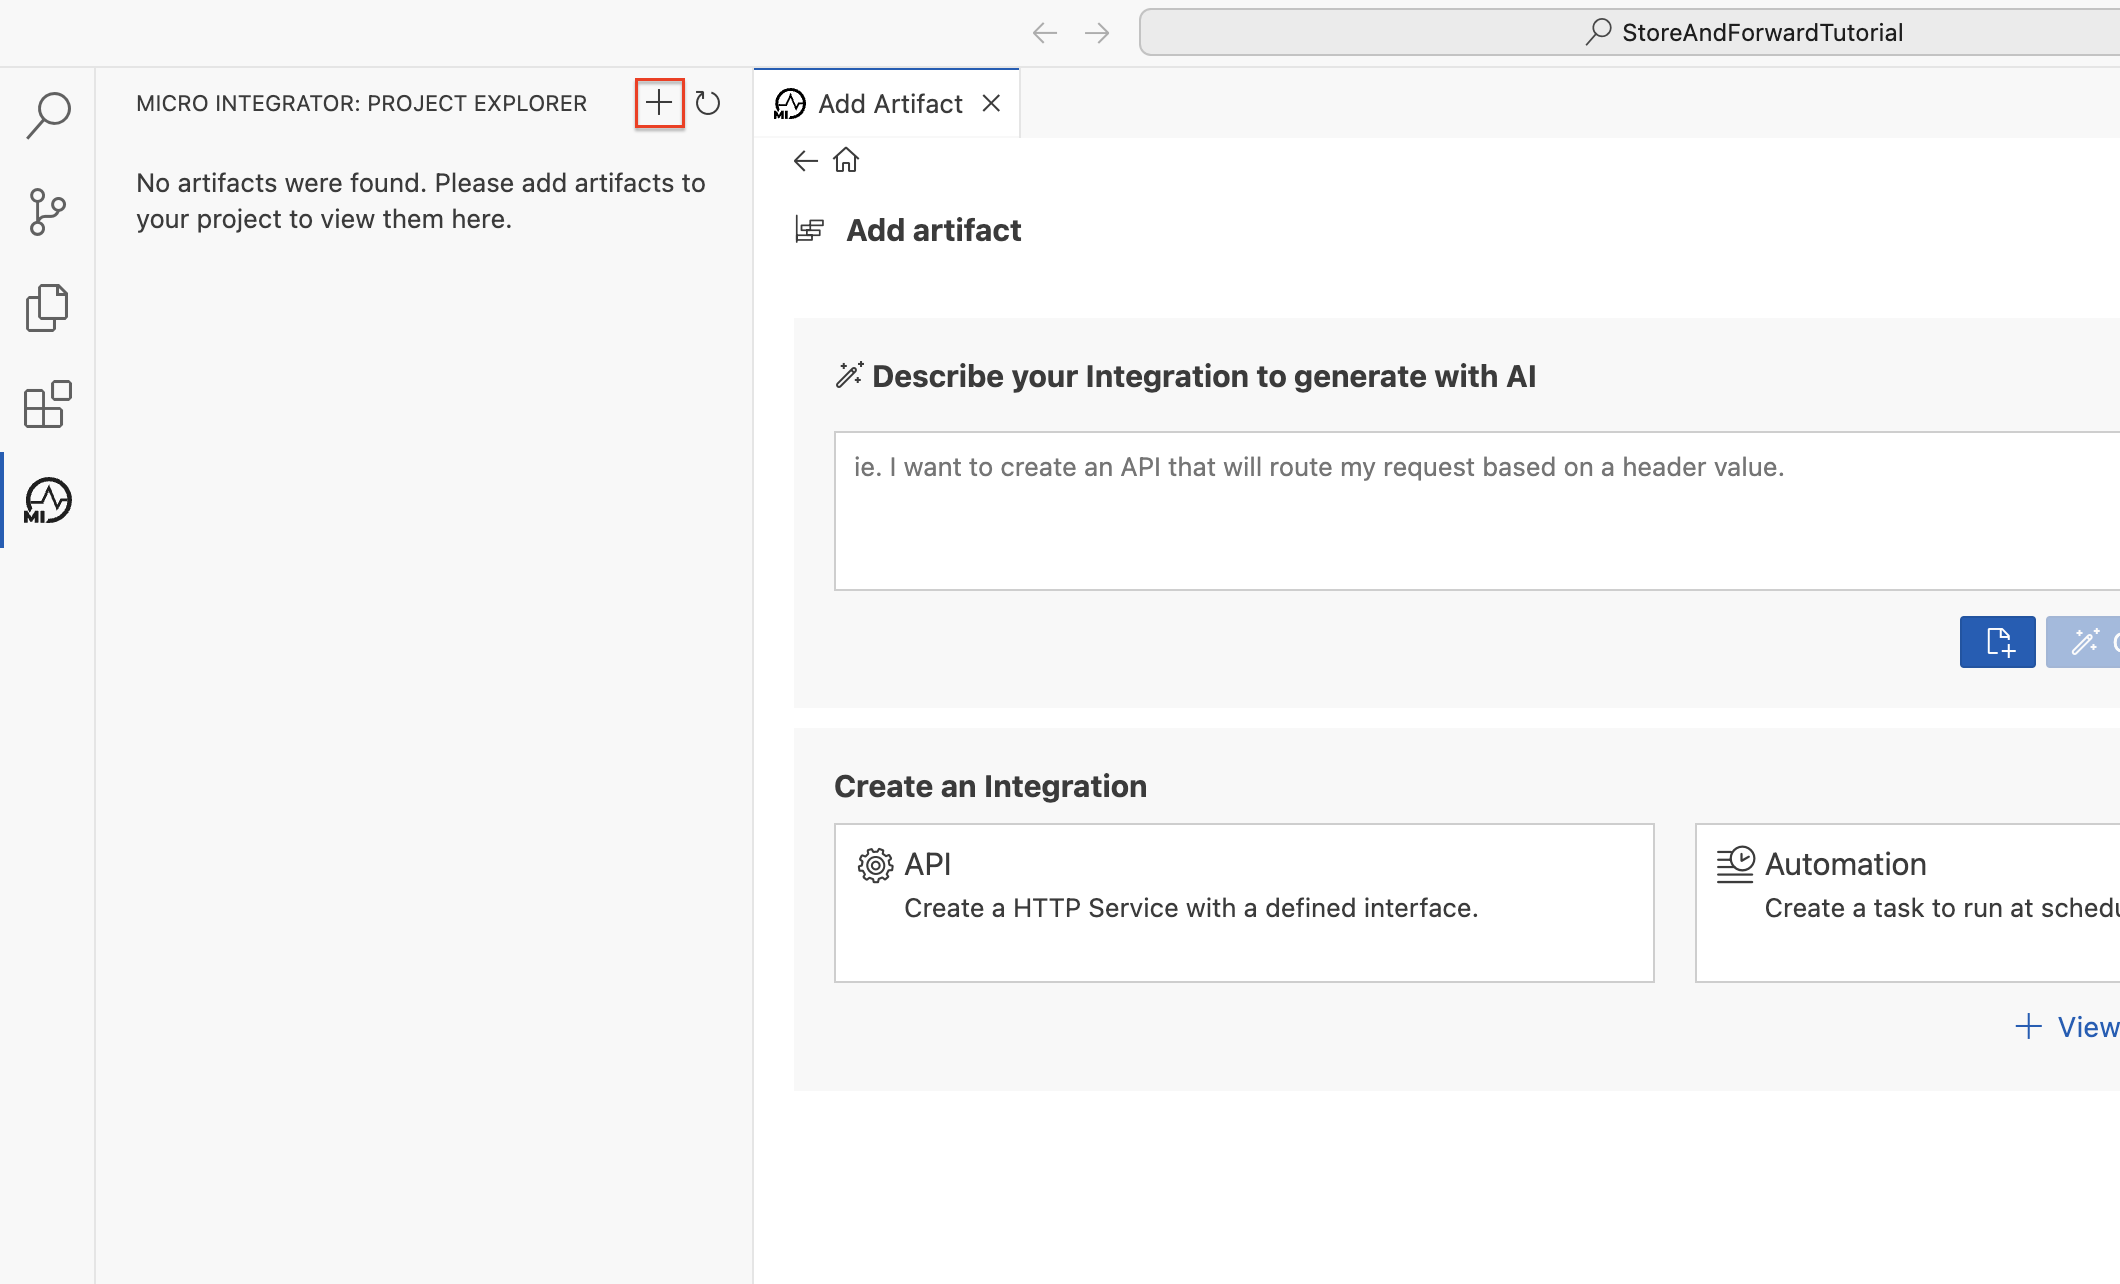 StoreAndForwardTutorial
MICRO INTEGRATOR: PROJECT EXPLORER
No artifacts were found. Please add artifacts to
your project to view them here.
MI
MI Add Artifact
Add artifact
Describe your Integration to generate with AI
ie. I want to create an API that will route my request based on a header value.
Create an Integration
API
Create a HTTP Service with a defined interface.
Automation
Create a task to run at schedu
View